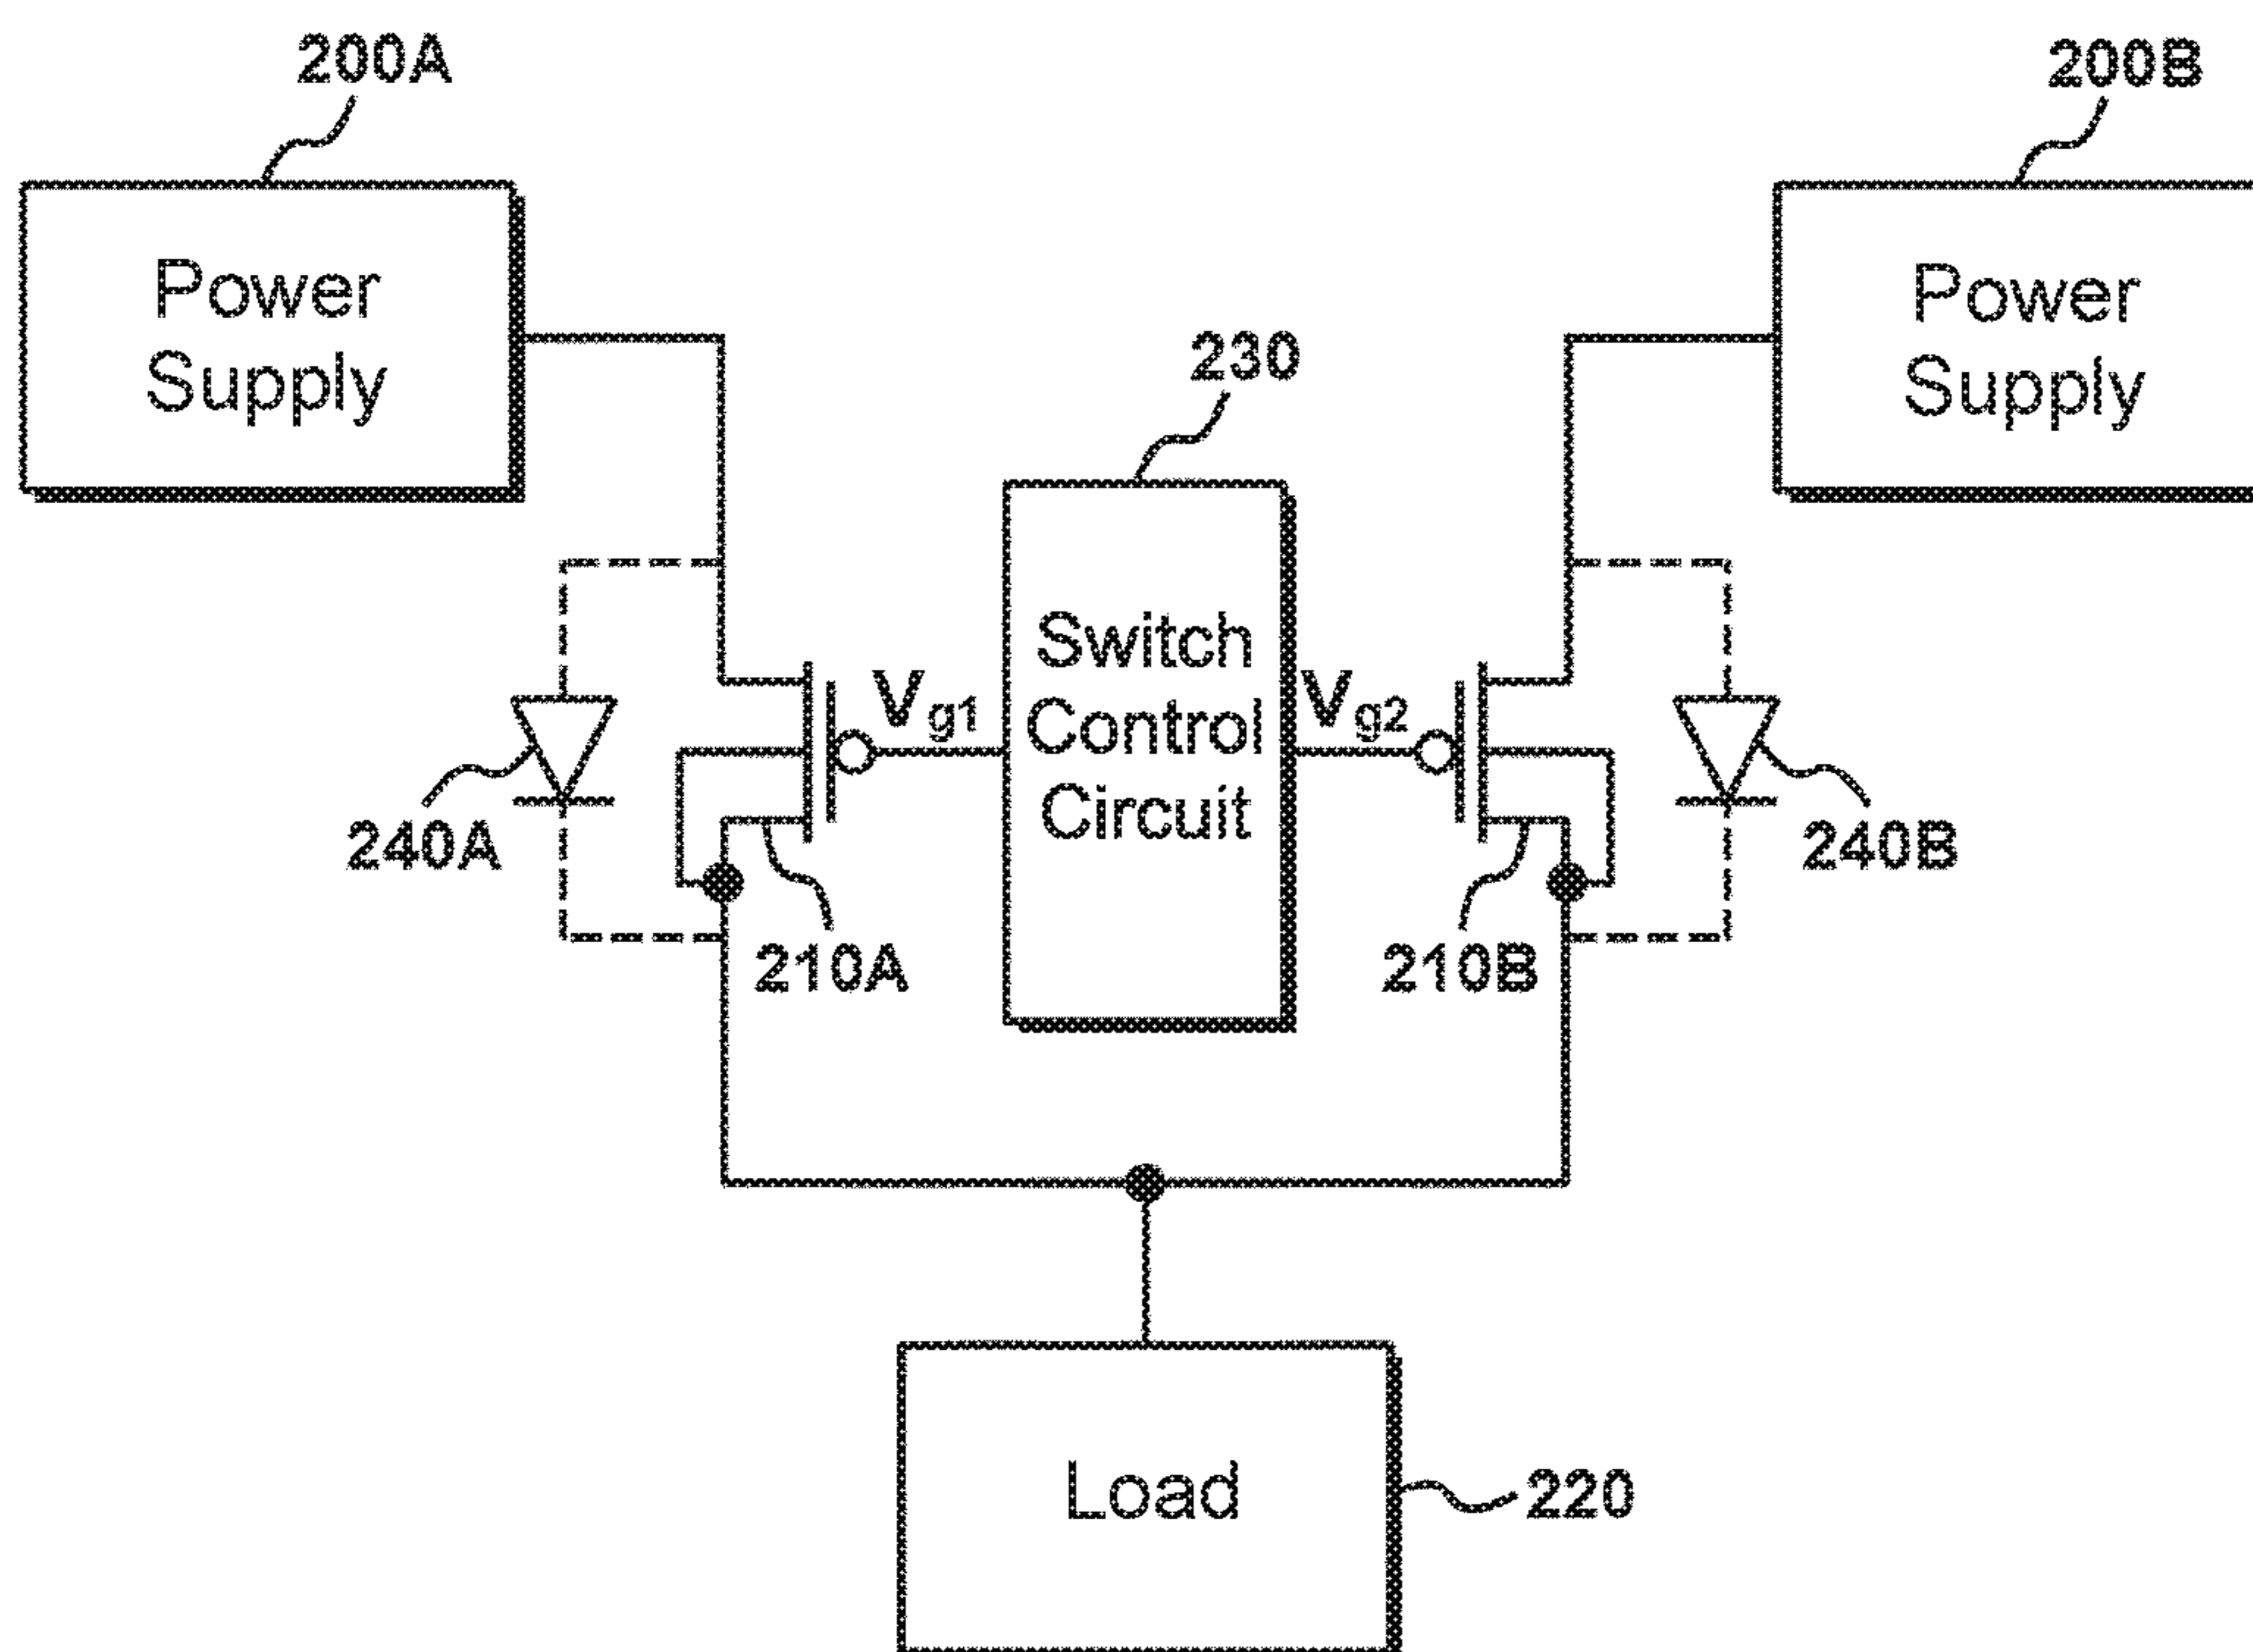 200A
200B
Power
Supply
Power
Supply
230
Switch
Control
Circuit
Vg1
Vg2
240A
240B
210A
210B
Load
220